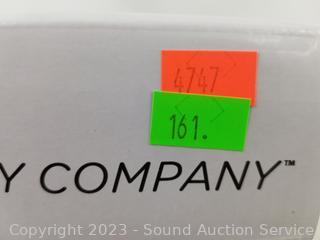 4747
161.
Y COMPANY™
Copyright © 2023 - Sound Auction Service